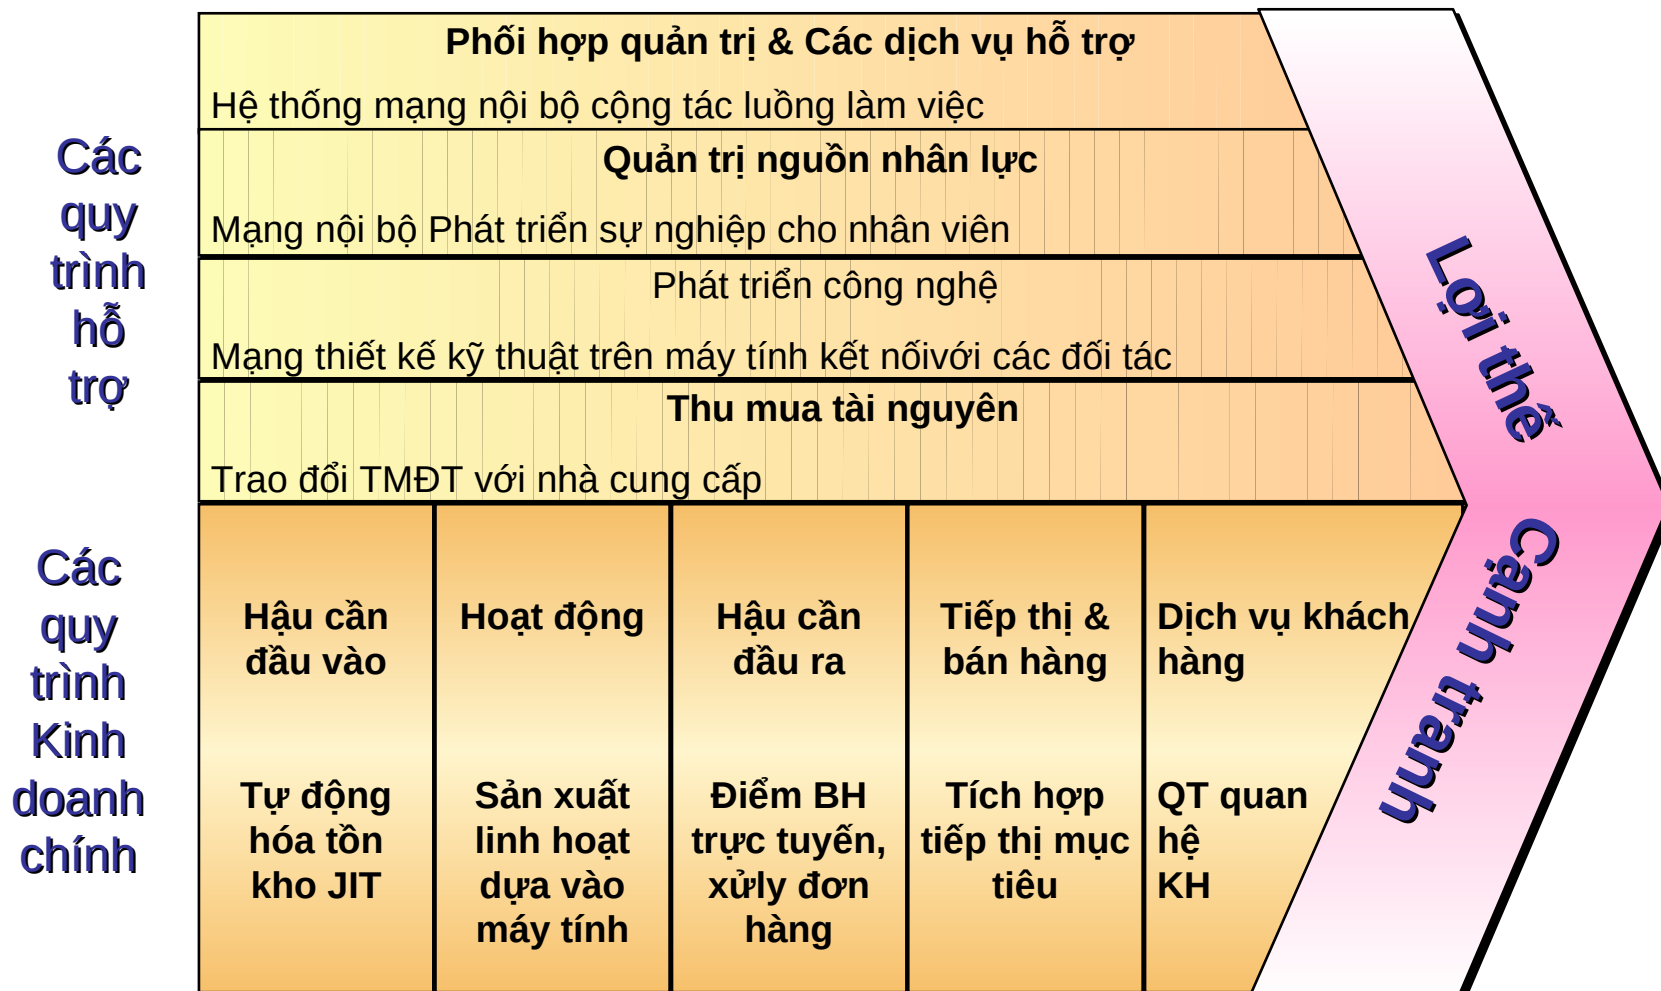 Phối hợp quản trị & Các dịch vụ hỗ trợ
Hệ thống mạng nội bộ cộng tác luồng làm việc
Các
quy
trình
hỗ
trợ
Quản trị nguồn nhân lực
Mạng nội bộ Phát triển sự nghiệp cho nhân viên
Phát triển công nghệ
Mạng thiết kế kỹ thuật trên máy tính kết nốivới các đối tác
Thu mua tài nguyên
Trao đổi TMĐT với nhà cung cấp
Lợi thế
Cạnh tranh
Các
quy
trình
Kinh
doanh
chính
Hậu cần
đầu vào
Tự động
hóa tồn
kho JIT
Hoạt động
Sản xuất
linh hoạt
dựa vào
máy tính
Hậu cần
đầu ra
Điểm BH
trực tuyến,
xửly đơn
hàng
Tiếp thị &
bán hàng
Tích hợp
tiếp thị mục
tiêu
Dịch vụ khách
hàng
QT quan
hệ
KH